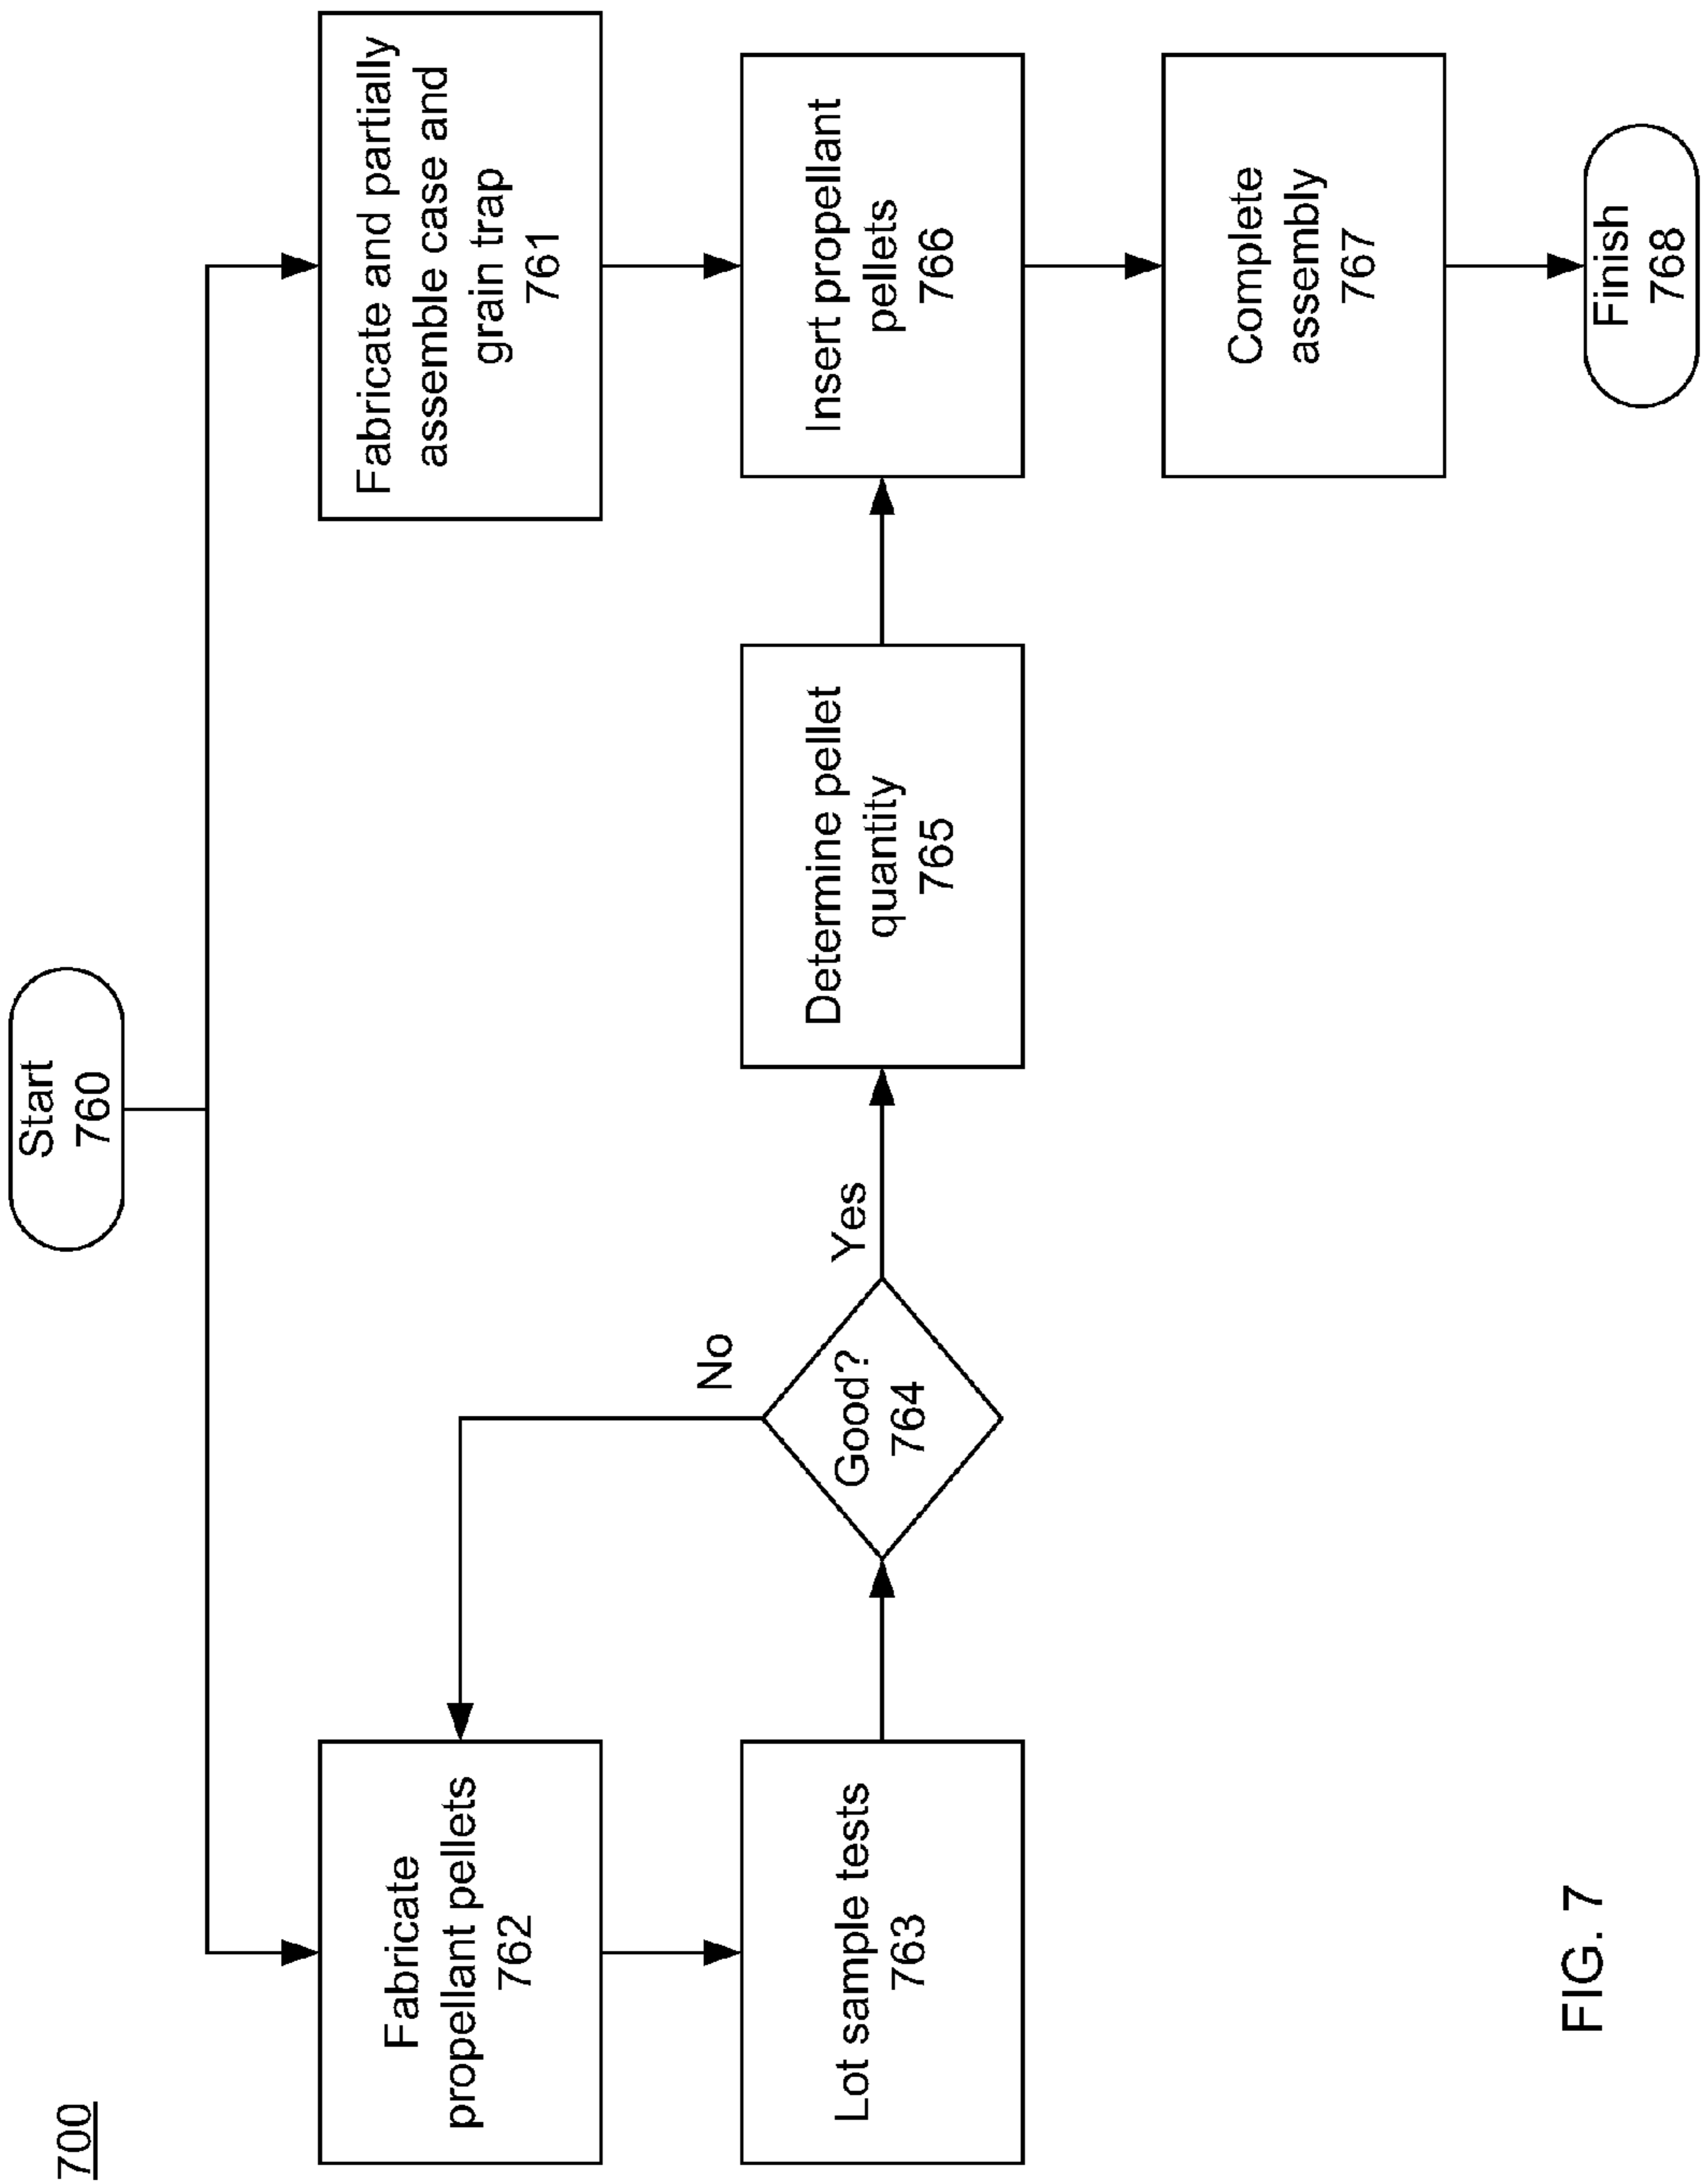 700
Start
760
Fabricate
propellant pellets
762
Fabricate and partially
assemble case and
grain trap
761
No
Lot sample tests
763
Good?
764
Yes
Determine pellet
quantity
765
Insert propellant
pellets
766
Complete
assembly
767
Finish
768
FIG. 7